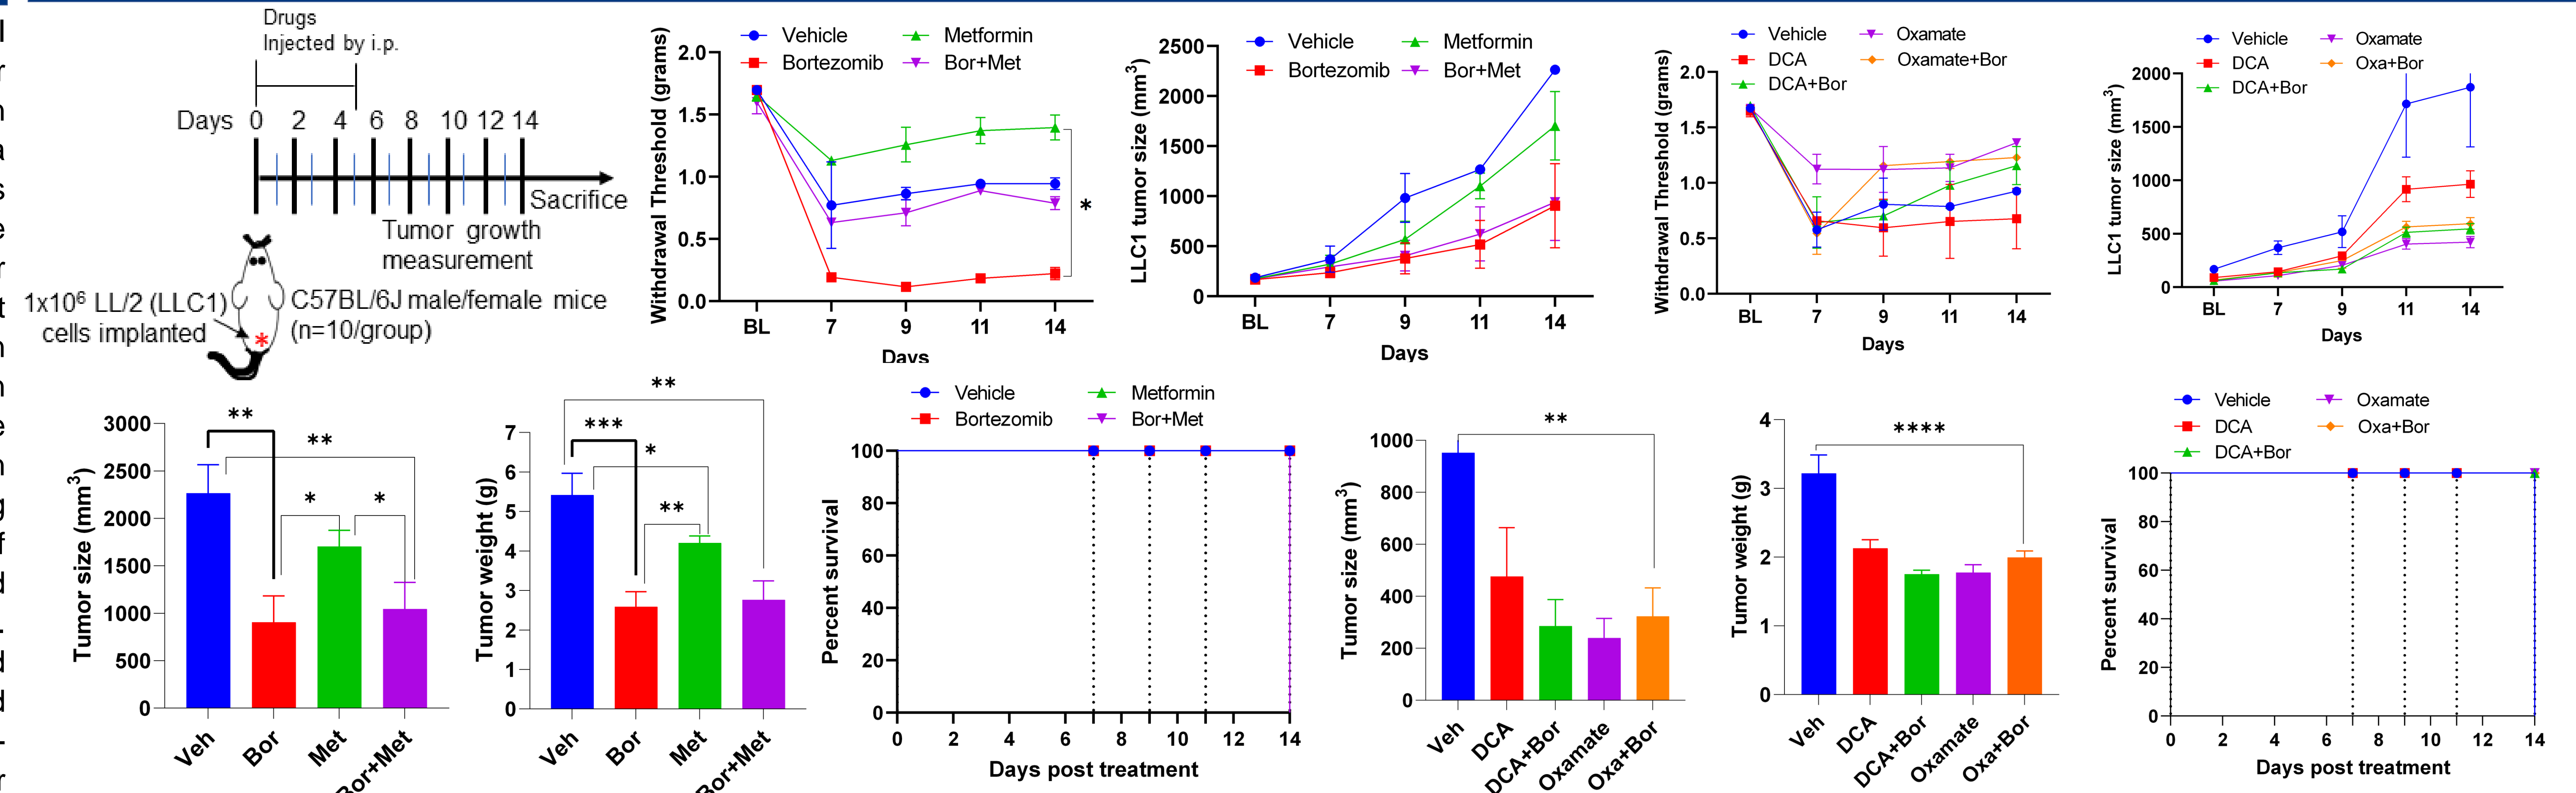 Drugs
Injected by i.p.
Days 0 2 4 6 8 10 12 14
Sacrifice
Tumor growth
measurement
1x10⁶ LL/2 (LLC1)
cells implanted
*
C57BL/6J male/female mice
(n=10/group)
Vehicle Metformin
Bortezomib Bor+Met
Withdrawal Threshold (grams)
2.0
1.5
1.0
0.5
0.0
*
BL 7 9 11 14
Days
Vehicle Metformin
Bortezomib Bor+Met
LLC1 tumor size (mm³)
2500
2000
1500
1000
500
0
BL 7 9 11 14
Days
Vehicle Oxamate
DCA Oxamate+Bor
DCA+Bor
Withdrawal Threshold (grams)
2.0
1.5
1.0
0.5
0.0
BL 7 9 11 14
Days
Vehicle Oxamate
DCA Oxa+Bor
DCA+Bor
LLC1 tumor size (mm³)
2000
1500
1000
500
0
BL 7 9 11 14
Days
Tumor size (mm³)
3000
2500
2000
1500
1000
500
0
**
**
* *
Veh Bor Met Bor+Met
Tumor weight (g)
7
6
5
4
3
2
1
0
**
***
*
**
Veh Bor Met Bor+Met
Vehicle Metformin
Bortezomib Bor+Met
Percent survival
100
80
60
40
20
0
0 2 4 6 8 10 12 14
Days post treatment
Tumor size (mm³)
1000
800
600
400
200
0
**
Veh DCA DCA+Bor Oxamate Oxa+Bor
Tumor weight (g)
4
3
2
1
0
****
Veh DCA DCA+Bor Oxamate Oxa+Bor
Vehicle Oxamate
DCA Oxa+Bor
DCA+Bor
Percent survival
100
80
60
40
20
0
0 2 4 6 8 10 12 14
Days post treatment